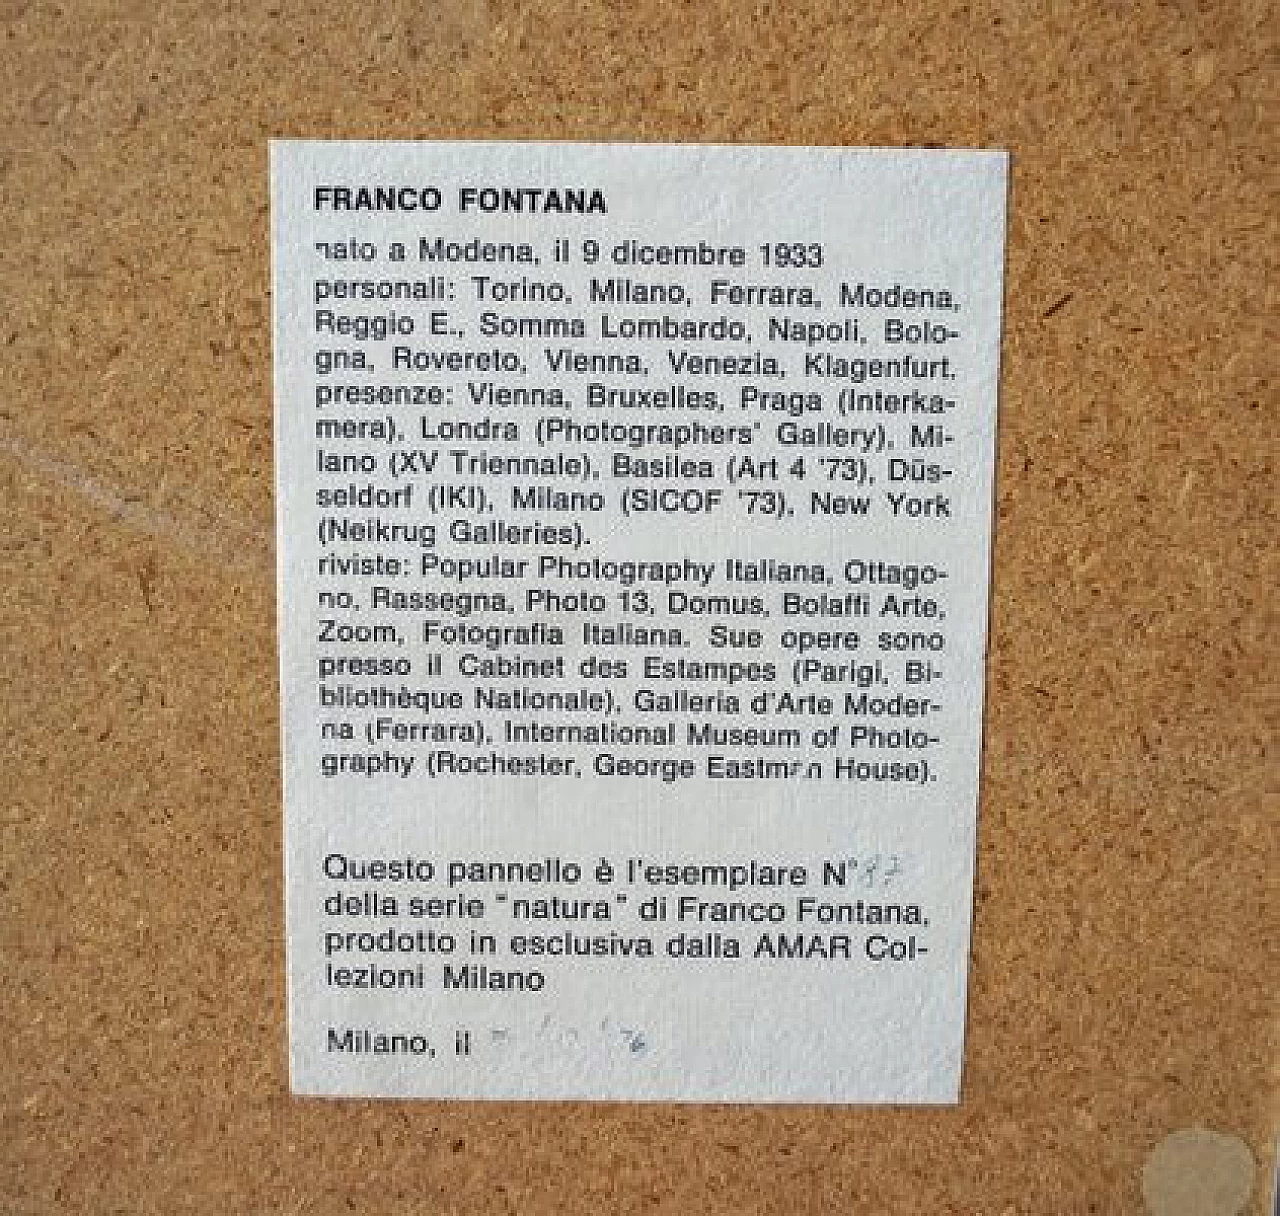 FRANCO FONTANA
nato a Modena, il 9 dicembre 1933
personali: Torino, Milano, Ferrara, Modena,
Reggio E., Somma Lombardo, Napoli, Bolo-
gna, Rovereto, Vienna, Venezia, Klagenfurt.
presenze: Vienna, Bruxelles, Praga (Interka-
mera), Londra (Photographers' Gallery), Mi-
lano (XV Triennale), Basilea (Art 4 '73), Düs-
seldorf (IKI), Milano (SICOF '73), New York
(Neikrug Galleries).
riviste: Popular Photography Italiana, Ottago-
no, Rassegna, Photo 13, Domus, Bolaffi Arte,
Zoom, Fotografia Italiana. Sue opere sono
presso il Cabinet des Estampes (Parigi, Bi-
bliothèque Nationale), Galleria d'Arte Moder-
na (Ferrara), International Museum of Photo-
graphy (Rochester, George Eastman House).
Questo pannello è l'esemplare N°
della serie "natura" di Franco Fontana,
prodotto in esclusiva dalla AMAR Col-
lezioni Milano
Milano, il